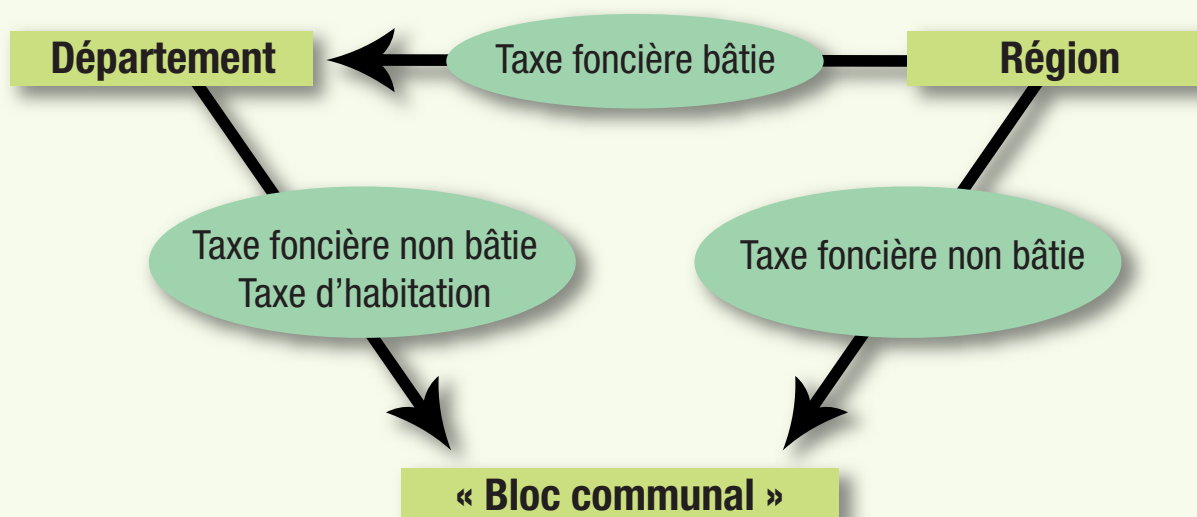 Département
Taxe foncière bâtie
Région
Taxe foncière non bâtie
Taxe d'habitation
Taxe foncière non bâtie
« Bloc communal »